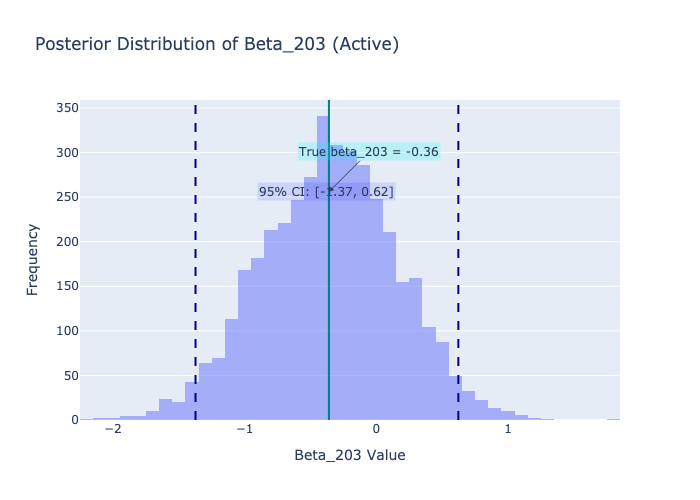 Posterior Distribution of Beta_203 (Active)
350
300
250
200
150
100
50
0
Frequency
True beta_203 = -0.36
95% CI: [-1.37, 0.62]
−2
−1
0
1
Beta_203 Value